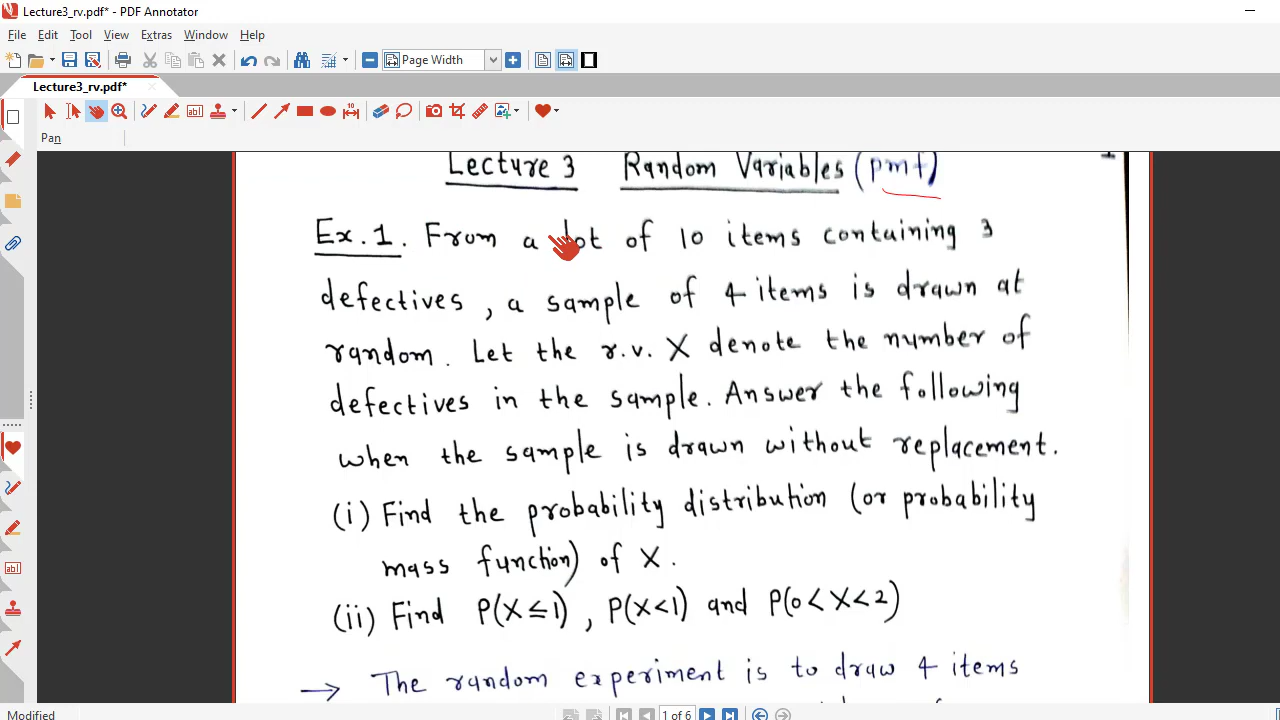 Lecture3_rv.pdf* - PDF Annotator
File Edit Tool View Extras Window Help
Page Width
Lecture3_rv.pdf*
Pan
Lecture 3 Random Variables (pmf)
Ex. 1. From a lot of 10 items containing 3
defectives, a sample of 4 items is drawn at
random. Let the r.v. X denote the number of
defectives in the sample. Answer the following
when the sample is drawn without replacement.
(i) Find the probability distribution (or probability
mass function) of X.
(ii) Find P(X≤1), P(X<1) and P(0<X<2)
→ The random experiment is to draw 4 items
Modified 1 of 6